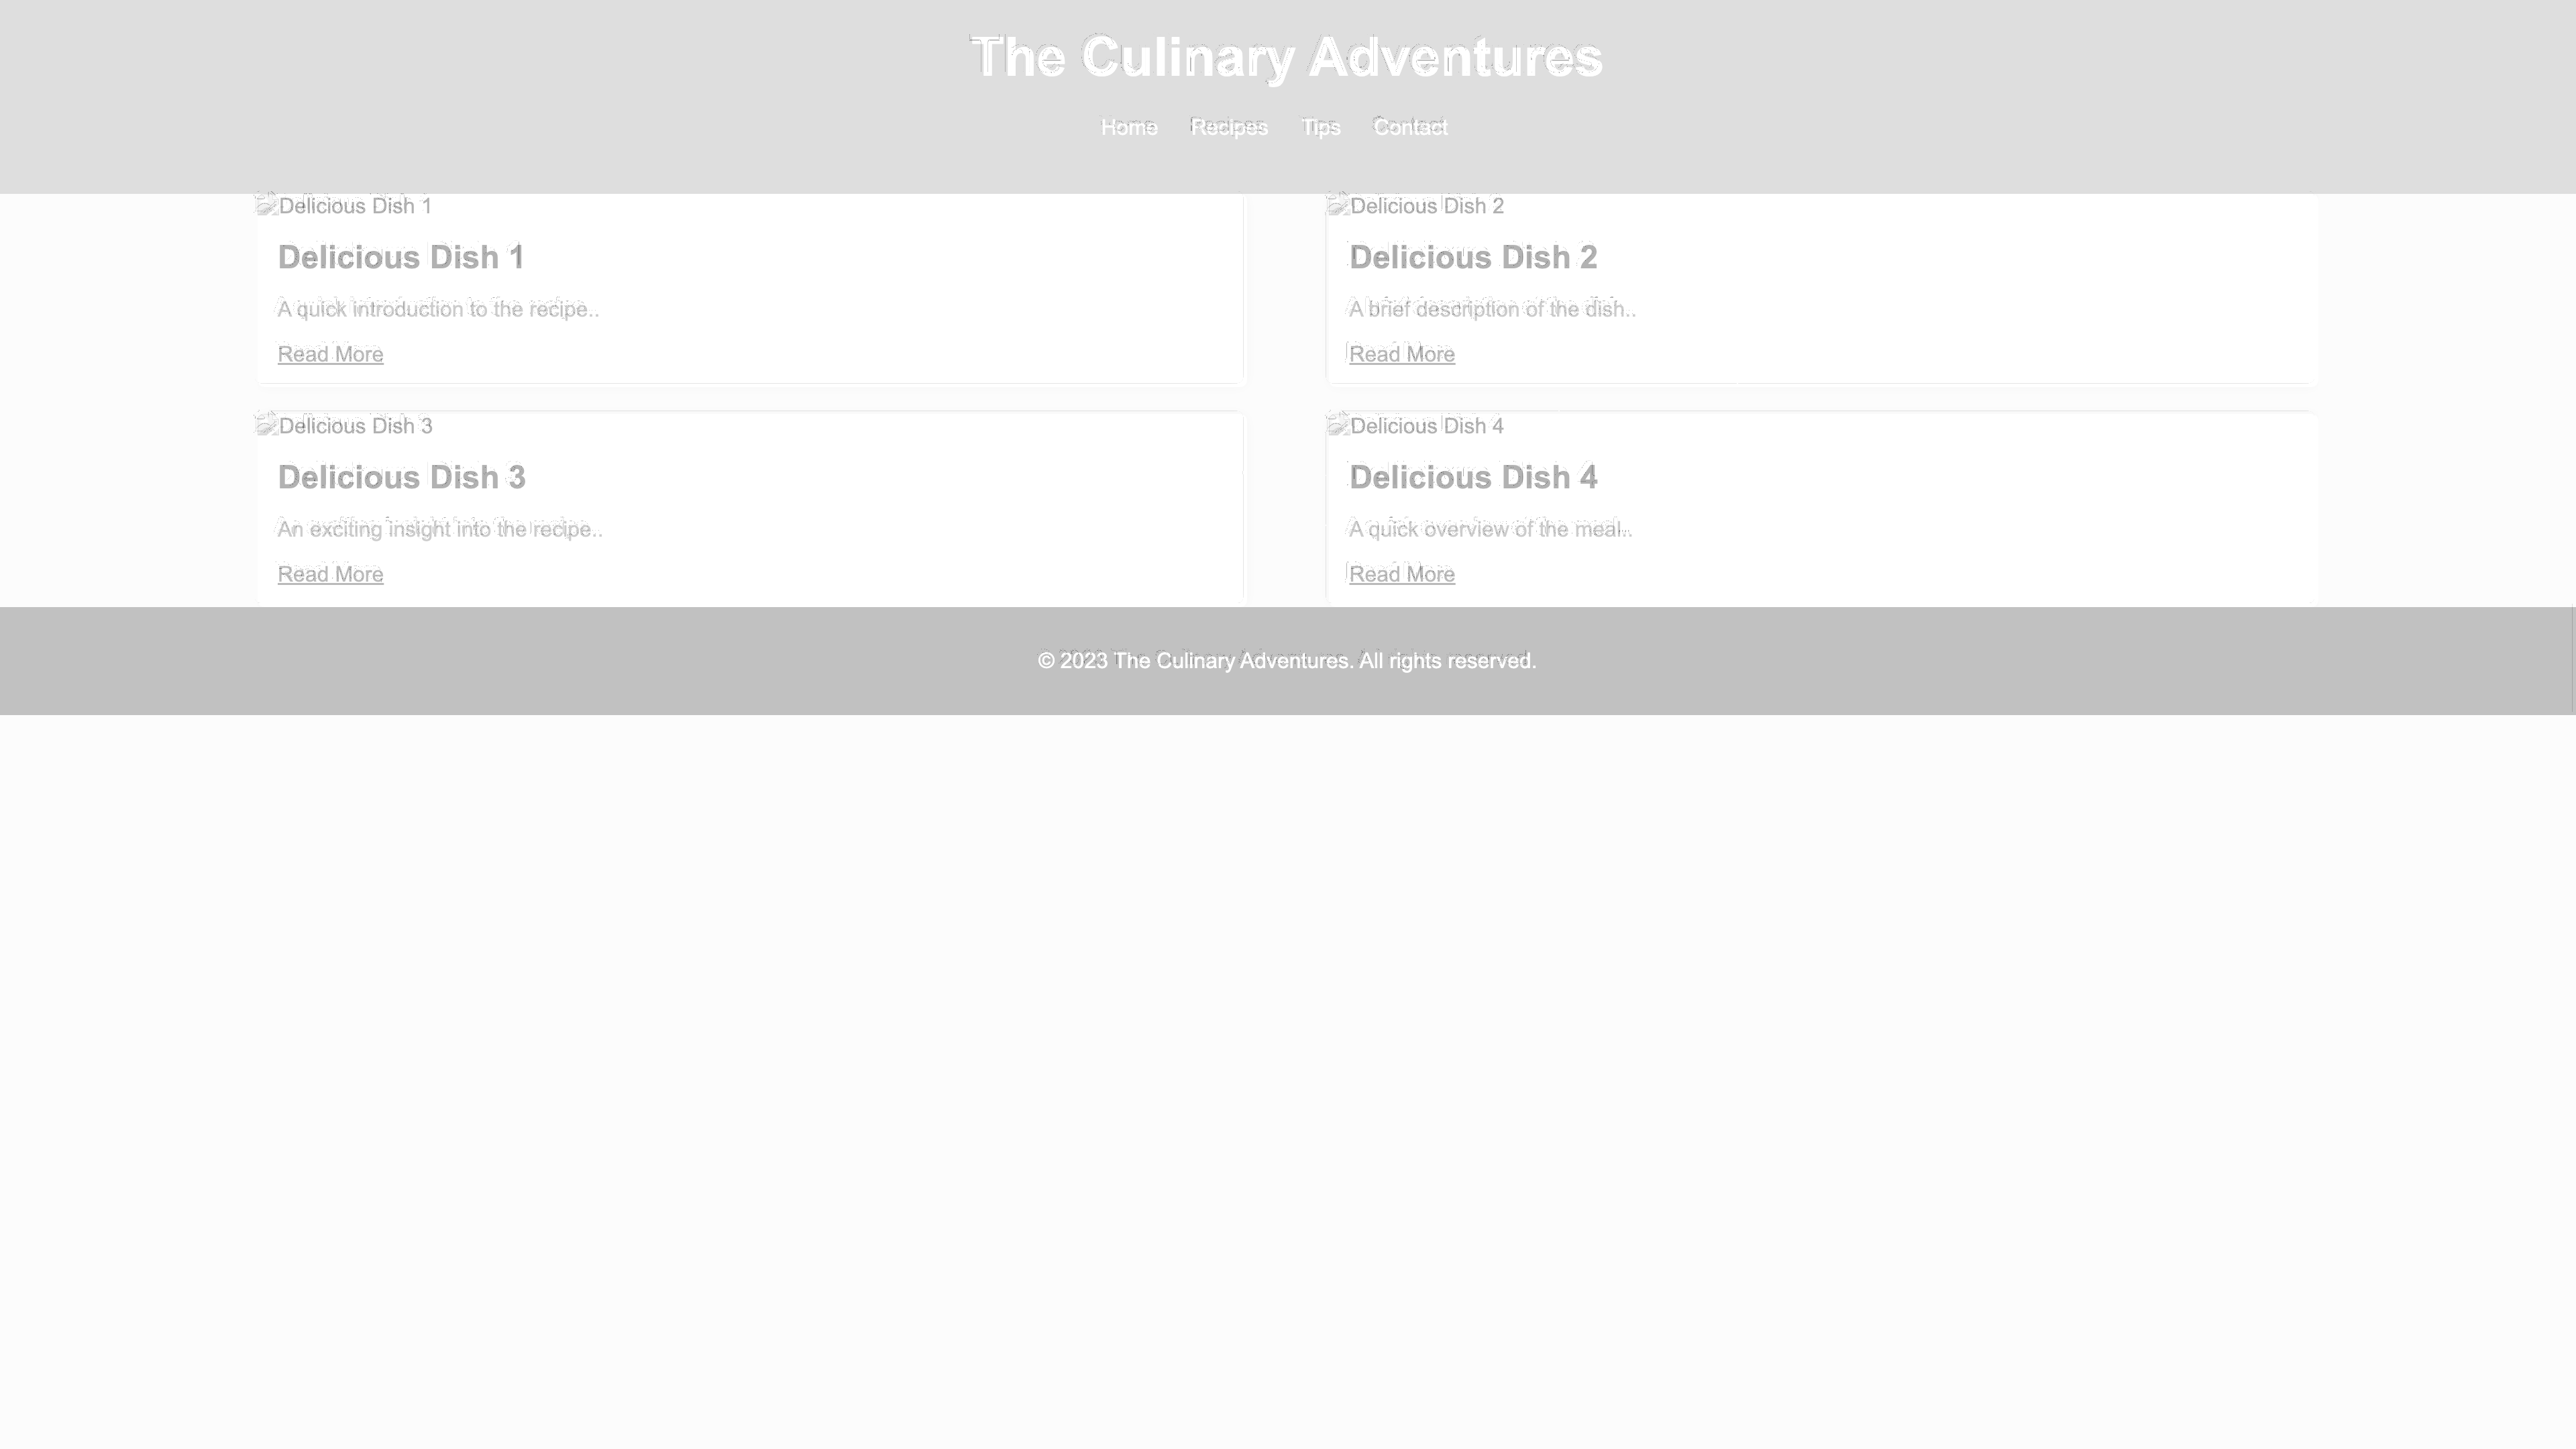 The Culinary Adventures
Home Recipes Tips Contact
Delicious Dish 1
Delicious Dish 1
A quick introduction to the recipe..
Read More
Delicious Dish 2
Delicious Dish 2
A brief description of the dish..
Read More
Delicious Dish 3
Delicious Dish 3
An exciting insight into the recipe..
Read More
Delicious Dish 4
Delicious Dish 4
A quick overview of the meal..
Read More
© 2023 The Culinary Adventures. All rights reserved.